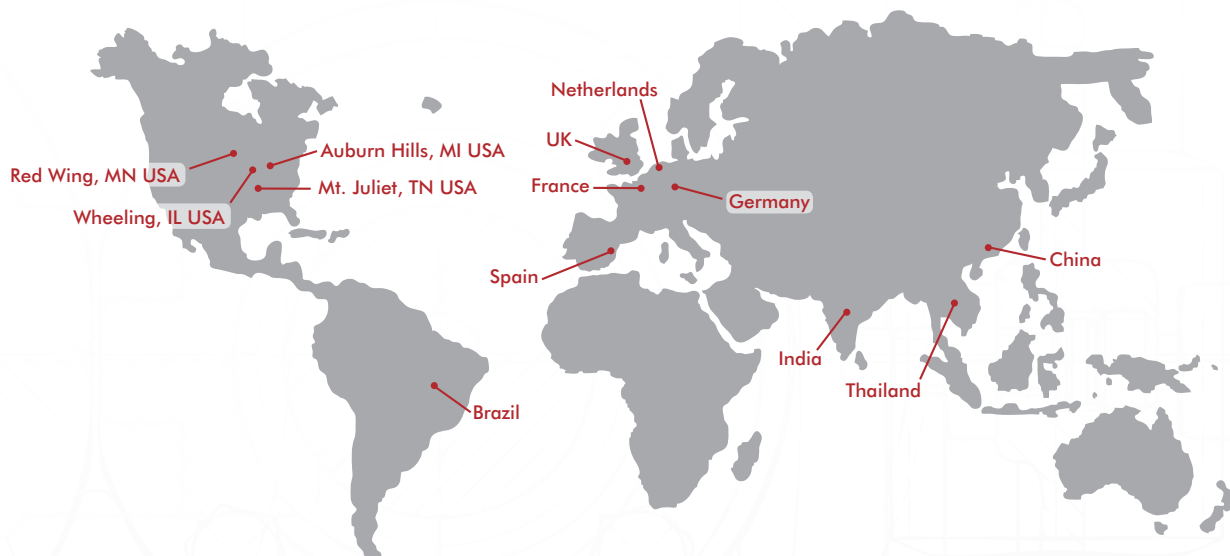 Netherlands
UK
Auburn Hills, MI USA
Red Wing, MN USA
France
Mt. Juliet, TN USA
Germany
Wheeling, IL USA
China
Spain
India
Thailand
Brazil